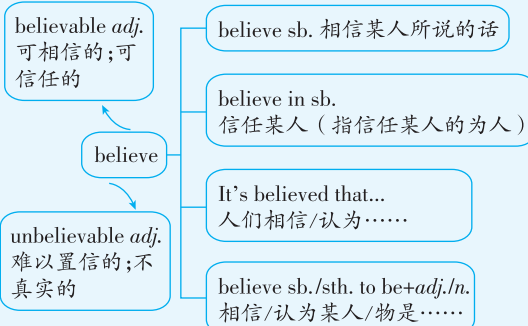 believable adj.
可相信的;可
信任的
believe
unbelievable adj.
难以置信的;不
真实的
believe sb. 相信某人所说的话
believe in sb.
信任某人（指信任某人的为人）
It's believed that...
人们相信/认为……
believe sb./sth. to be+adj./n.
相信/认为某人/物是……